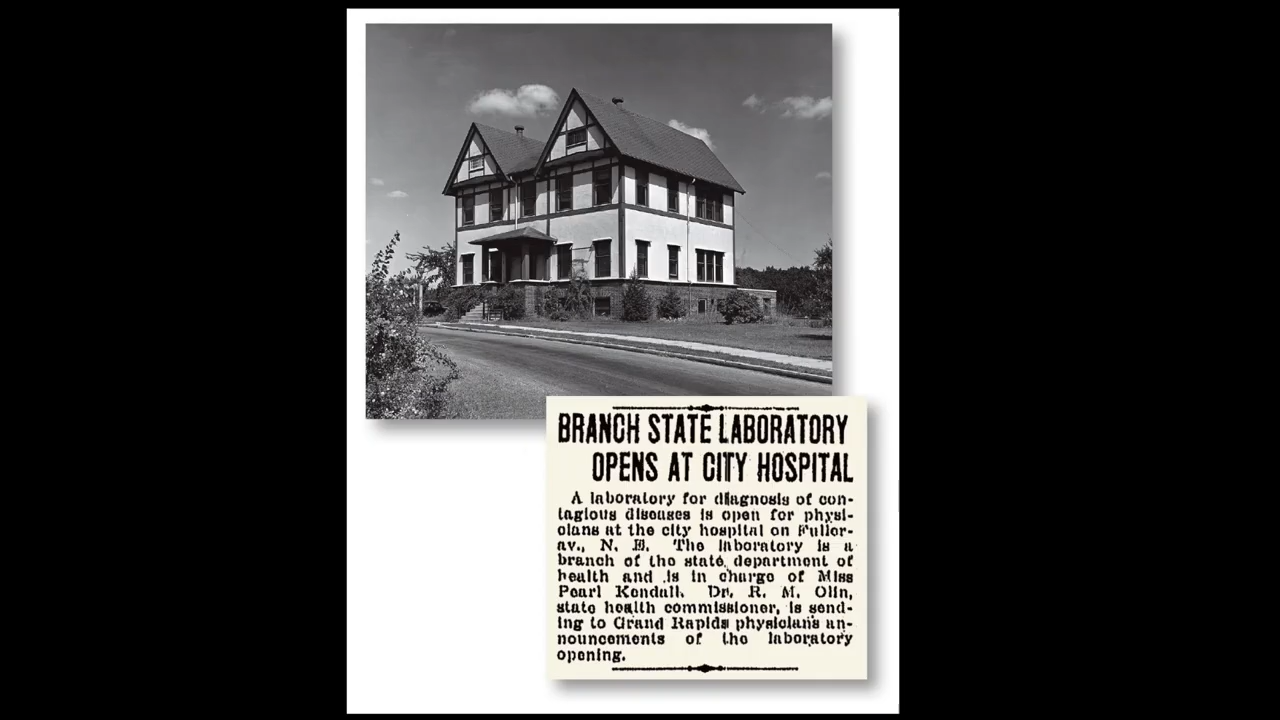 BRANCH STATE LABORATORY
OPENS AT CITY HOSPITAL
A laboratory for diagnosis of con-
tagious diseases is open for physi-
cians at the city hospital on Fuller-
av., N. E. The laboratory is a
branch of the state department of
health and is in charge of Miss
Pearl Kendall. Dr. R. M. Olin,
state health commissioner, is send-
ing to Grand Rapids physicians an-
nouncements of the laboratory
opening.